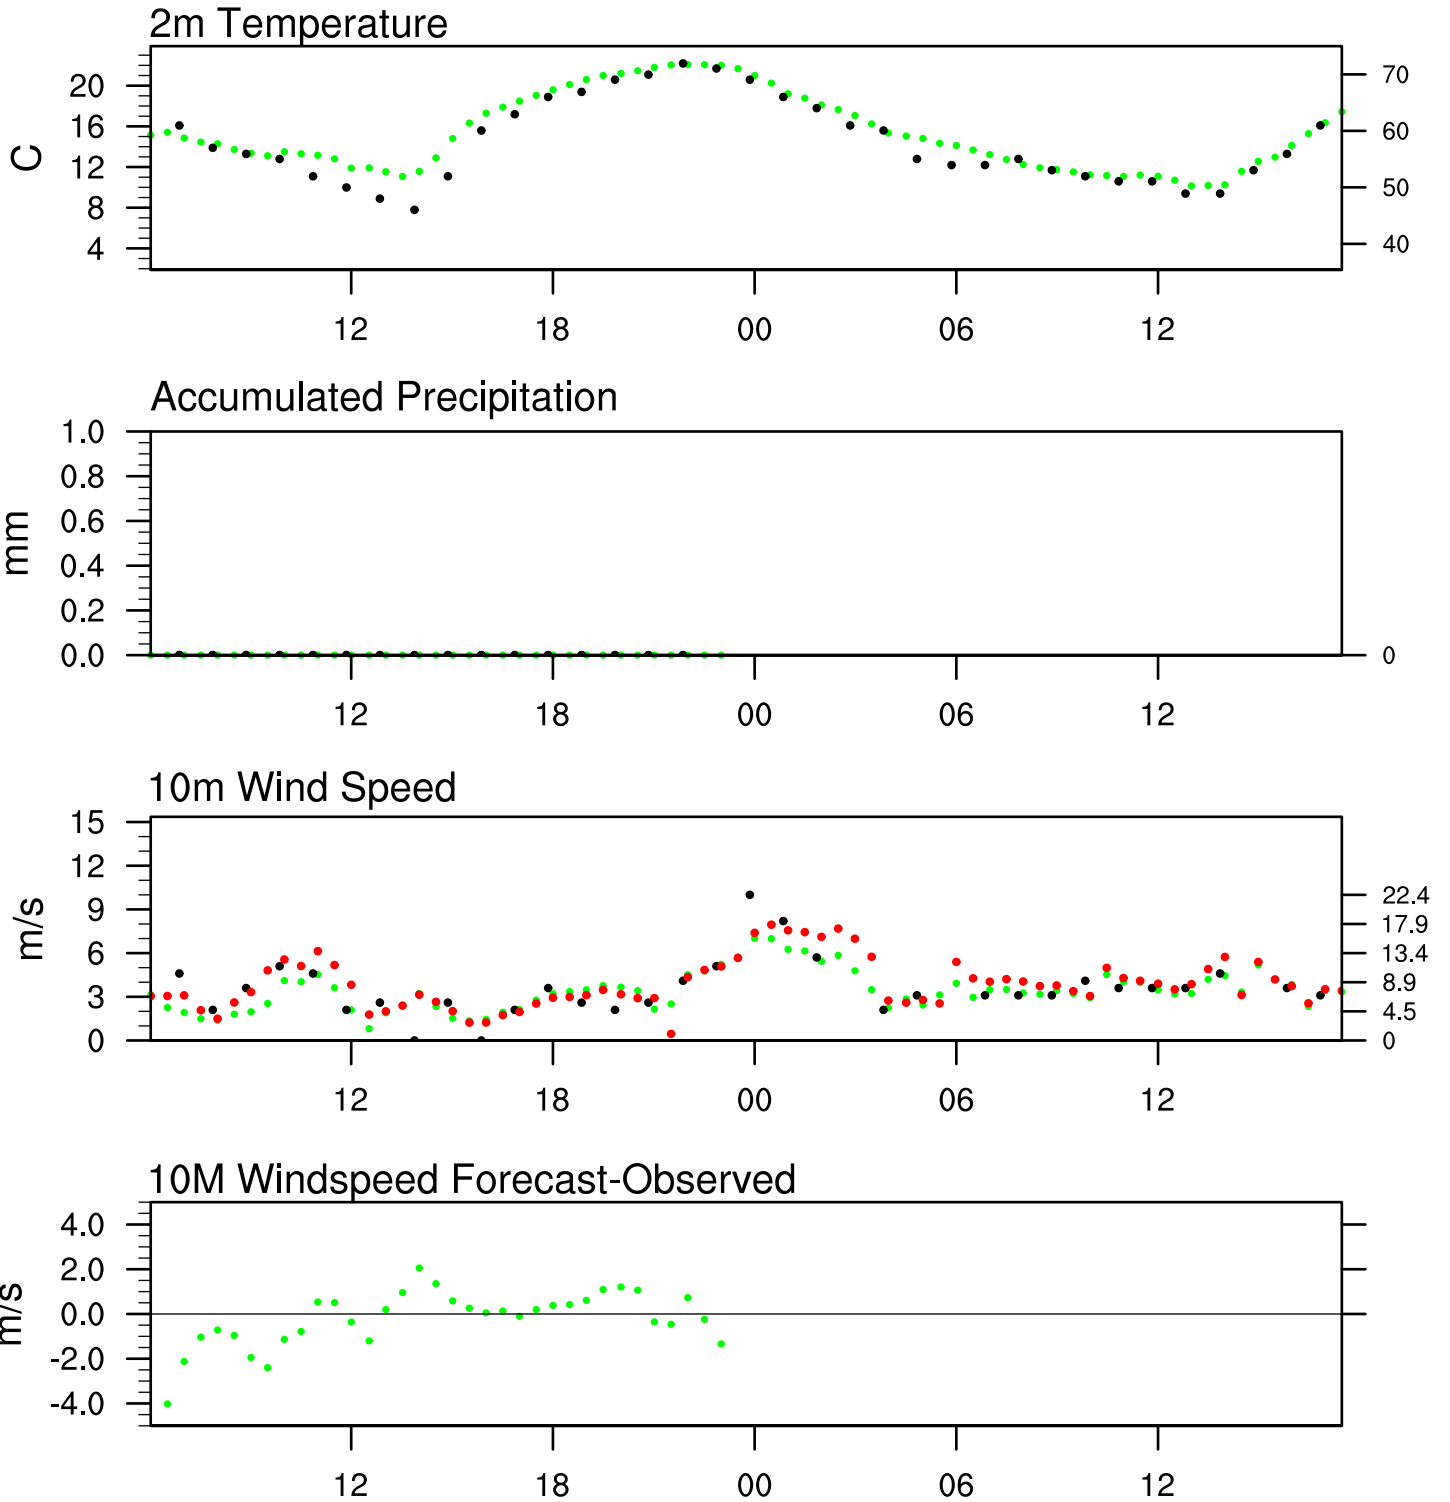 2m Temperature
C
20
16
12
8
4
70
60
50
40
12 18 00 06 12
Accumulated Precipitation
mm
1.0
0.8
0.6
0.4
0.2
0.0
0
12 18 00 06 12
10m Wind Speed
m/s
15
12
9
6
3
0
22.4
17.9
13.4
8.9
4.5
0
12 18 00 06 12
10M Windspeed Forecast-Observed
m/s
4.0
2.0
0.0
-2.0
-4.0
12 18 00 06 12